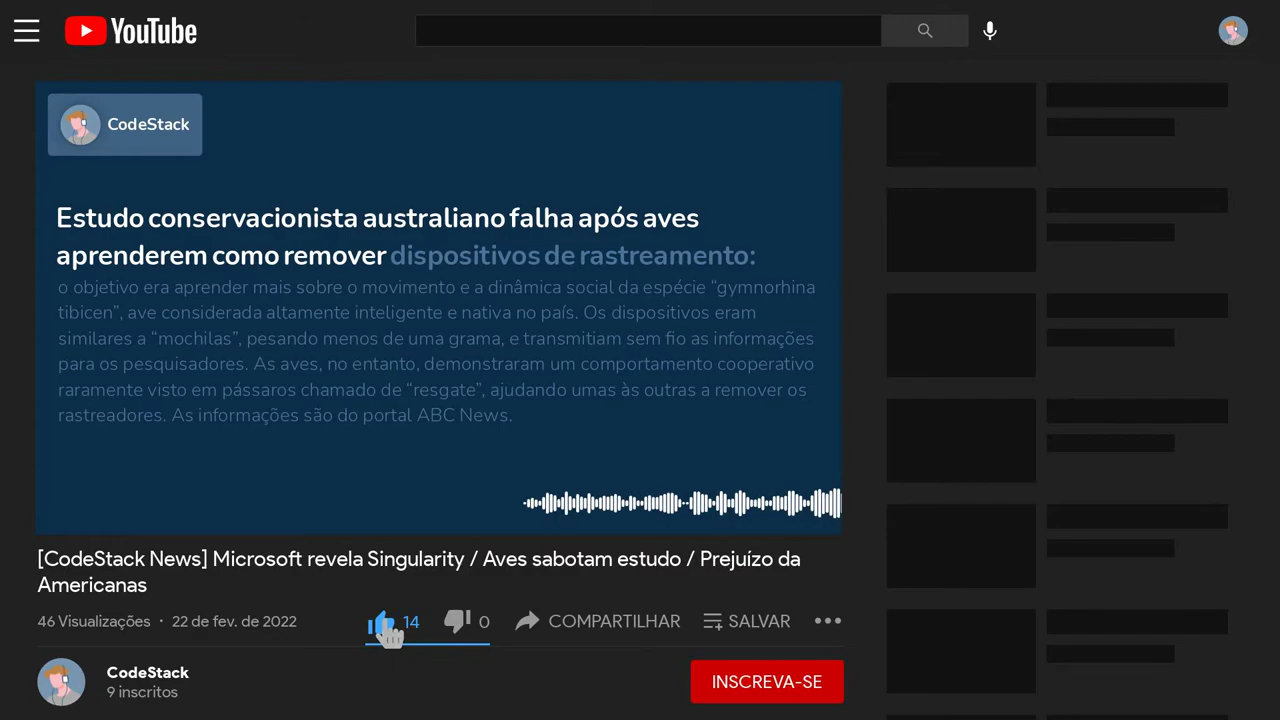 YouTube
CodeStack
Estudo conservacionista australiano falha após aves
aprenderem como remover dispositivos de rastreamento:
o objetivo era aprender mais sobre o movimento e a dinâmica social da espécie “gymnorhina
tibicen”, ave considerada altamente inteligente e nativa no país. Os dispositivos eram
similares a “mochilas”, pesando menos de uma grama, e transmitiam sem fio as informações
para os pesquisadores. As aves, no entanto, demonstraram um comportamento cooperativo
raramente visto em pássaros chamado de “resgate”, ajudando umas às outras a remover os
rastreadores. As informações são do portal ABC News.
[CodeStack News] Microsoft revela Singularity / Aves sabotam estudo / Prejuízo da
Americanas
46 Visualizações · 22 de fev. de 2022 14 0 COMPARTILHAR SALVAR
CodeStack
9 inscritos
INSCREVA-SE